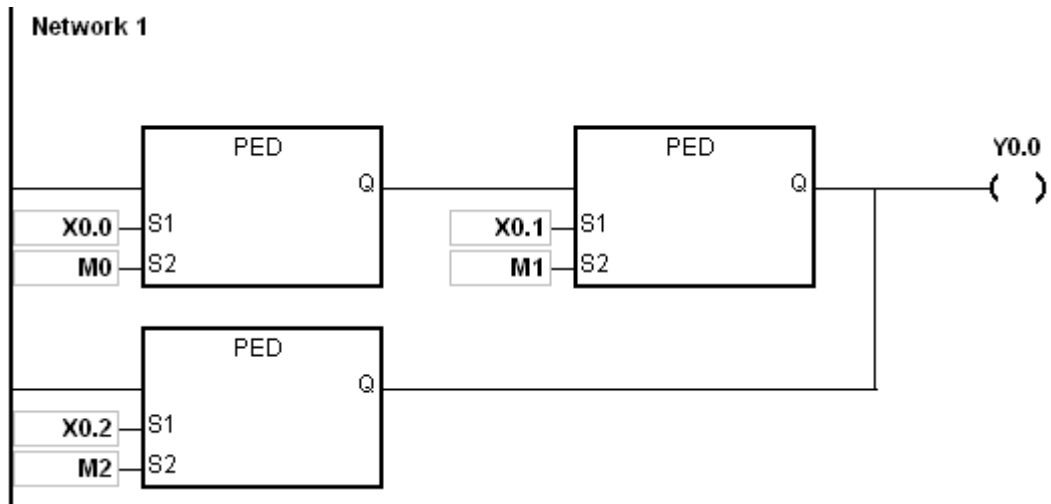 Network 1
PED PED Y0.0
Q Q
X0.0 S1 X0.1 S1
M0 S2 M1 S2
PED
Q
X0.2 S1
M2 S2